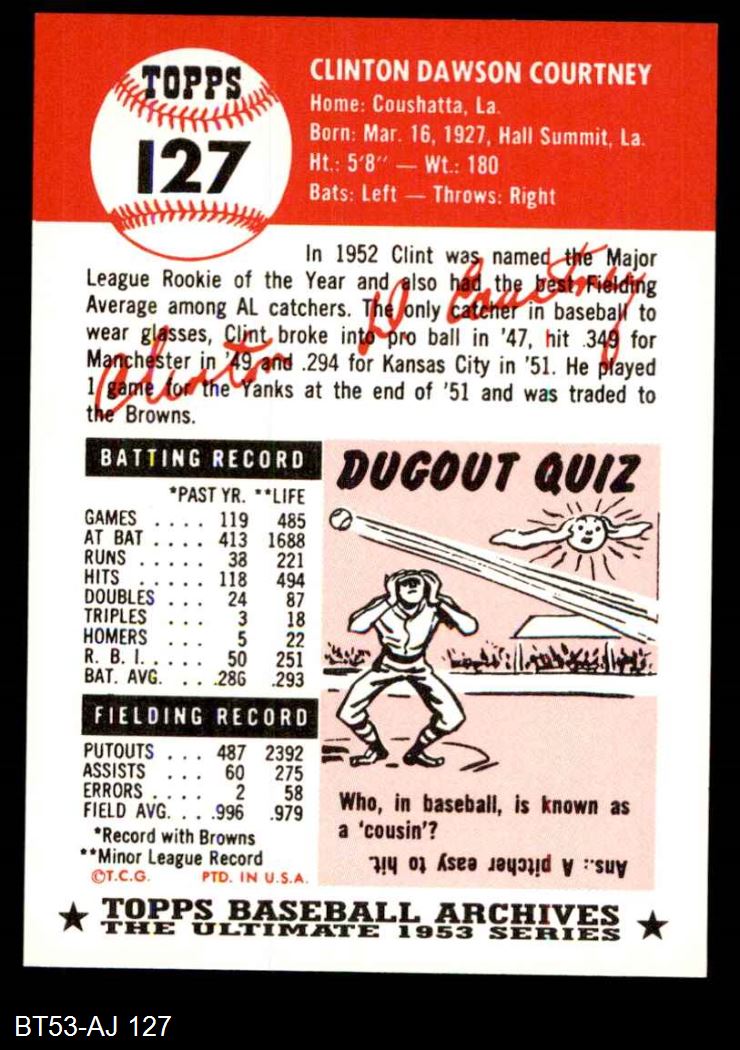 TOPPS
127
CLINTON DAWSON COURTNEY
Home: Coushatta, La.
Born: Mar. 16, 1927, Hall Summit, La.
Ht.: 5'8" — Wt.: 180
Bats: Left — Throws: Right
In 1952 Clint was named the Major
League Rookie of the Year and also had the best Fielding
Average among AL catchers. The only catcher in baseball to
wear glasses, Clint broke into pro ball in '47, hit .349 for
Manchester in '49 and .294 for Kansas City in '51. He played
1 game for the Yanks at the end of '51 and was traded to
the Browns.
Clinton D. Courtney
BATTING RECORD
*PAST YR. **LIFE
GAMES .... 119 485
AT BAT .... 413 1688
RUNS ..... 38 221
HITS ..... 118 494
DOUBLES ... 24 87
TRIPLES ... 3 18
HOMERS ... 5 22
R. B. I. .... 50 251
BAT. AVG. ... .286 .293
FIELDING RECORD
PUTOUTS ... 487 2392
ASSISTS ... 60 275
ERRORS .... 2 58
FIELD AVG. ... .996 .979
*Record with Browns
**Minor League Record
©T.C.G. PTD. IN U.S.A.
DUGOUT QUIZ
Who, in baseball, is known as
a 'cousin'?
Ans.: A pitcher easy to hit.
★ TOPPS BASEBALL ARCHIVES ★
THE ULTIMATE 1953 SERIES
BT53-AJ 127